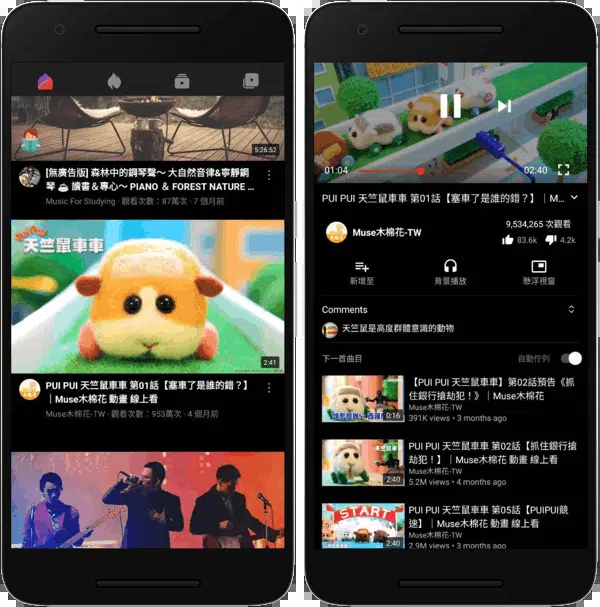 5:26:52
[無廣告版] 森林中的鋼琴聲～ 大自然音律&寧靜鋼
琴 ☕ 讀書＆專心～ PIANO ＆ FOREST NATURE ...
Music For Studying · 觀看次數：87萬次 · 7 個月前
PUI PUI
天竺鼠車車
2:41
PUI PUI 天竺鼠車車 第01話【塞車了是誰的錯？】
｜Muse木棉花 動畫 線上看
Muse木棉花-TW · 觀看次數：953萬次 · 4 個月前
01:04
02:40
PUI PUI 天竺鼠車車 第01話【塞車了是誰的錯？】｜M...
Muse木棉花-TW
9,534,265 次觀看
83.6k
4.2k
新增至
背景播放
懸浮視窗
Comments
天竺鼠是高度群體意識的動物
下一首曲目
自動佇列
0:16
【PUI PUI 天竺鼠車車】第02話預告《抓
住銀行搶劫犯！》｜Muse木棉花
Muse木棉花-TW
391K views • 3 months ago
2:40
PUI PUI 天竺鼠車車 第02話【抓住銀行搶
劫犯！】｜Muse木棉花 動畫 線上看
Muse木棉花-TW
5.2M views • 4 months ago
START
2:40
PUI PUI 天竺鼠車車 第05話【PUIPUI競
速】｜Muse木棉花 動畫 線上看
Muse木棉花-TW
2.9M views • 3 months ago